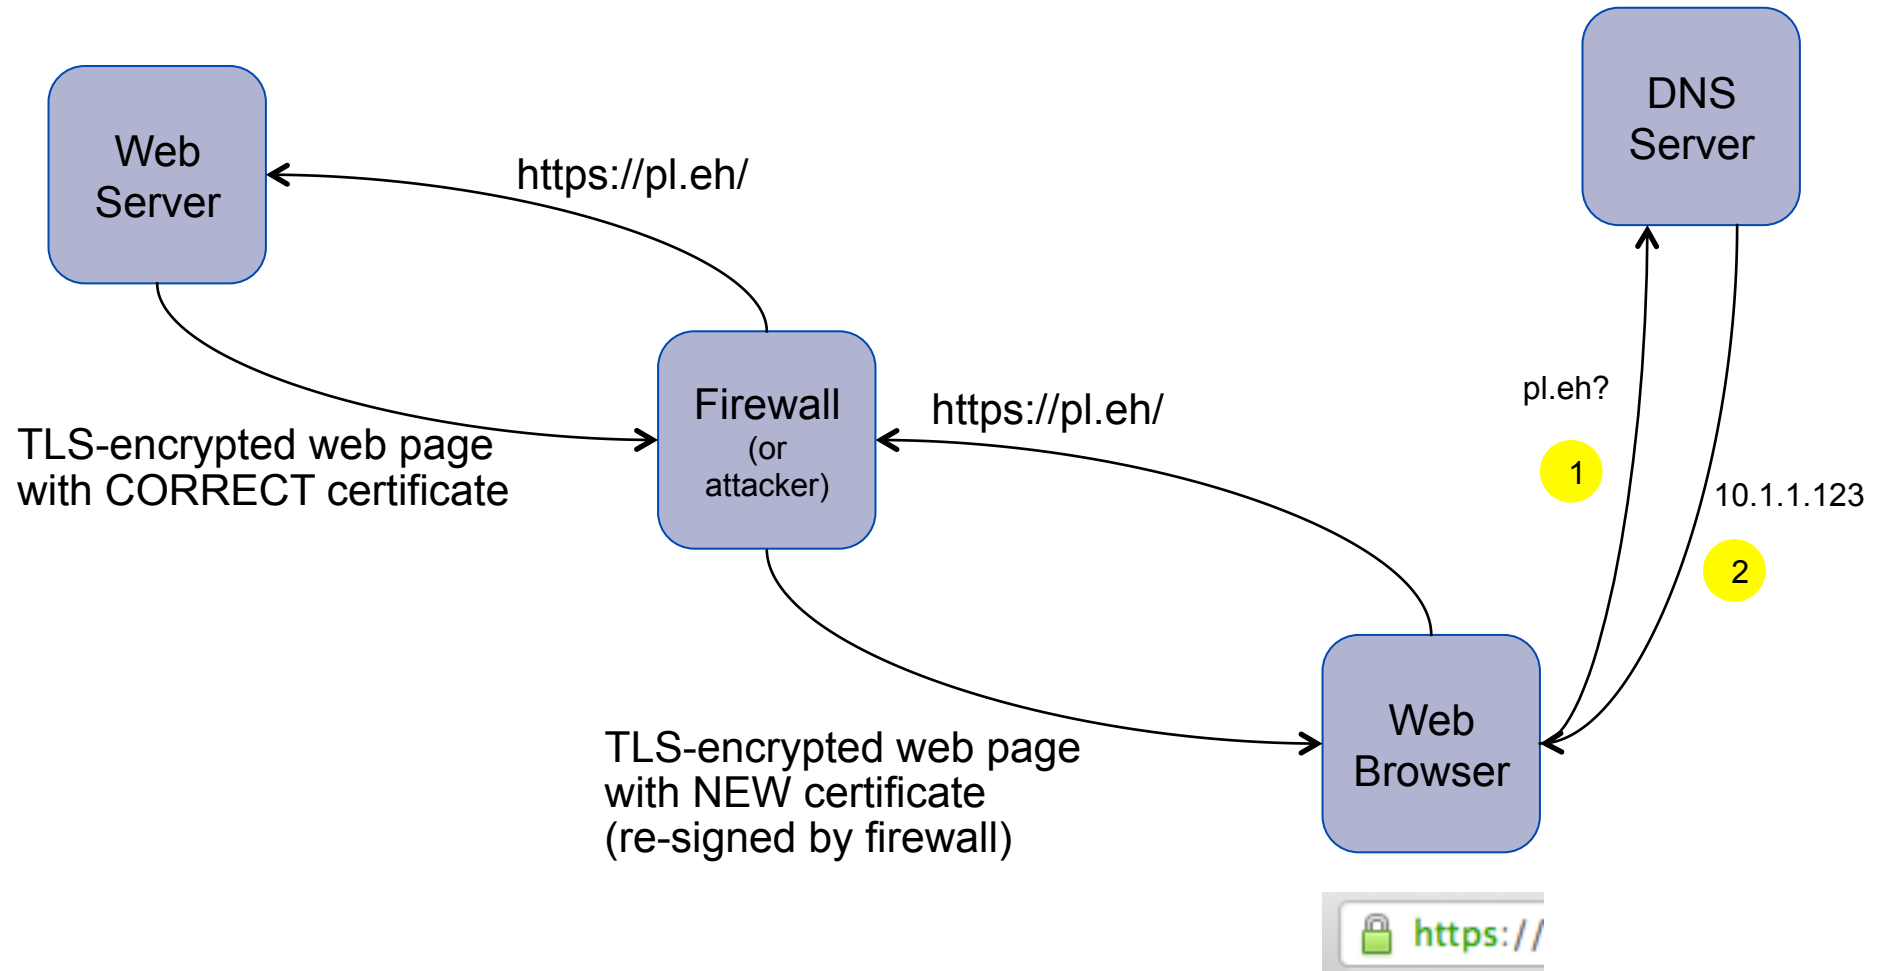 DNS
Server
Web
Server
https://pl.eh/
Firewall
(or
attacker)
https://pl.eh/
pl.eh?
1
10.1.1.123
2
TLS-encrypted web page
with CORRECT certificate
TLS-encrypted web page
with NEW certificate
(re-signed by firewall)
Web
Browser
https://